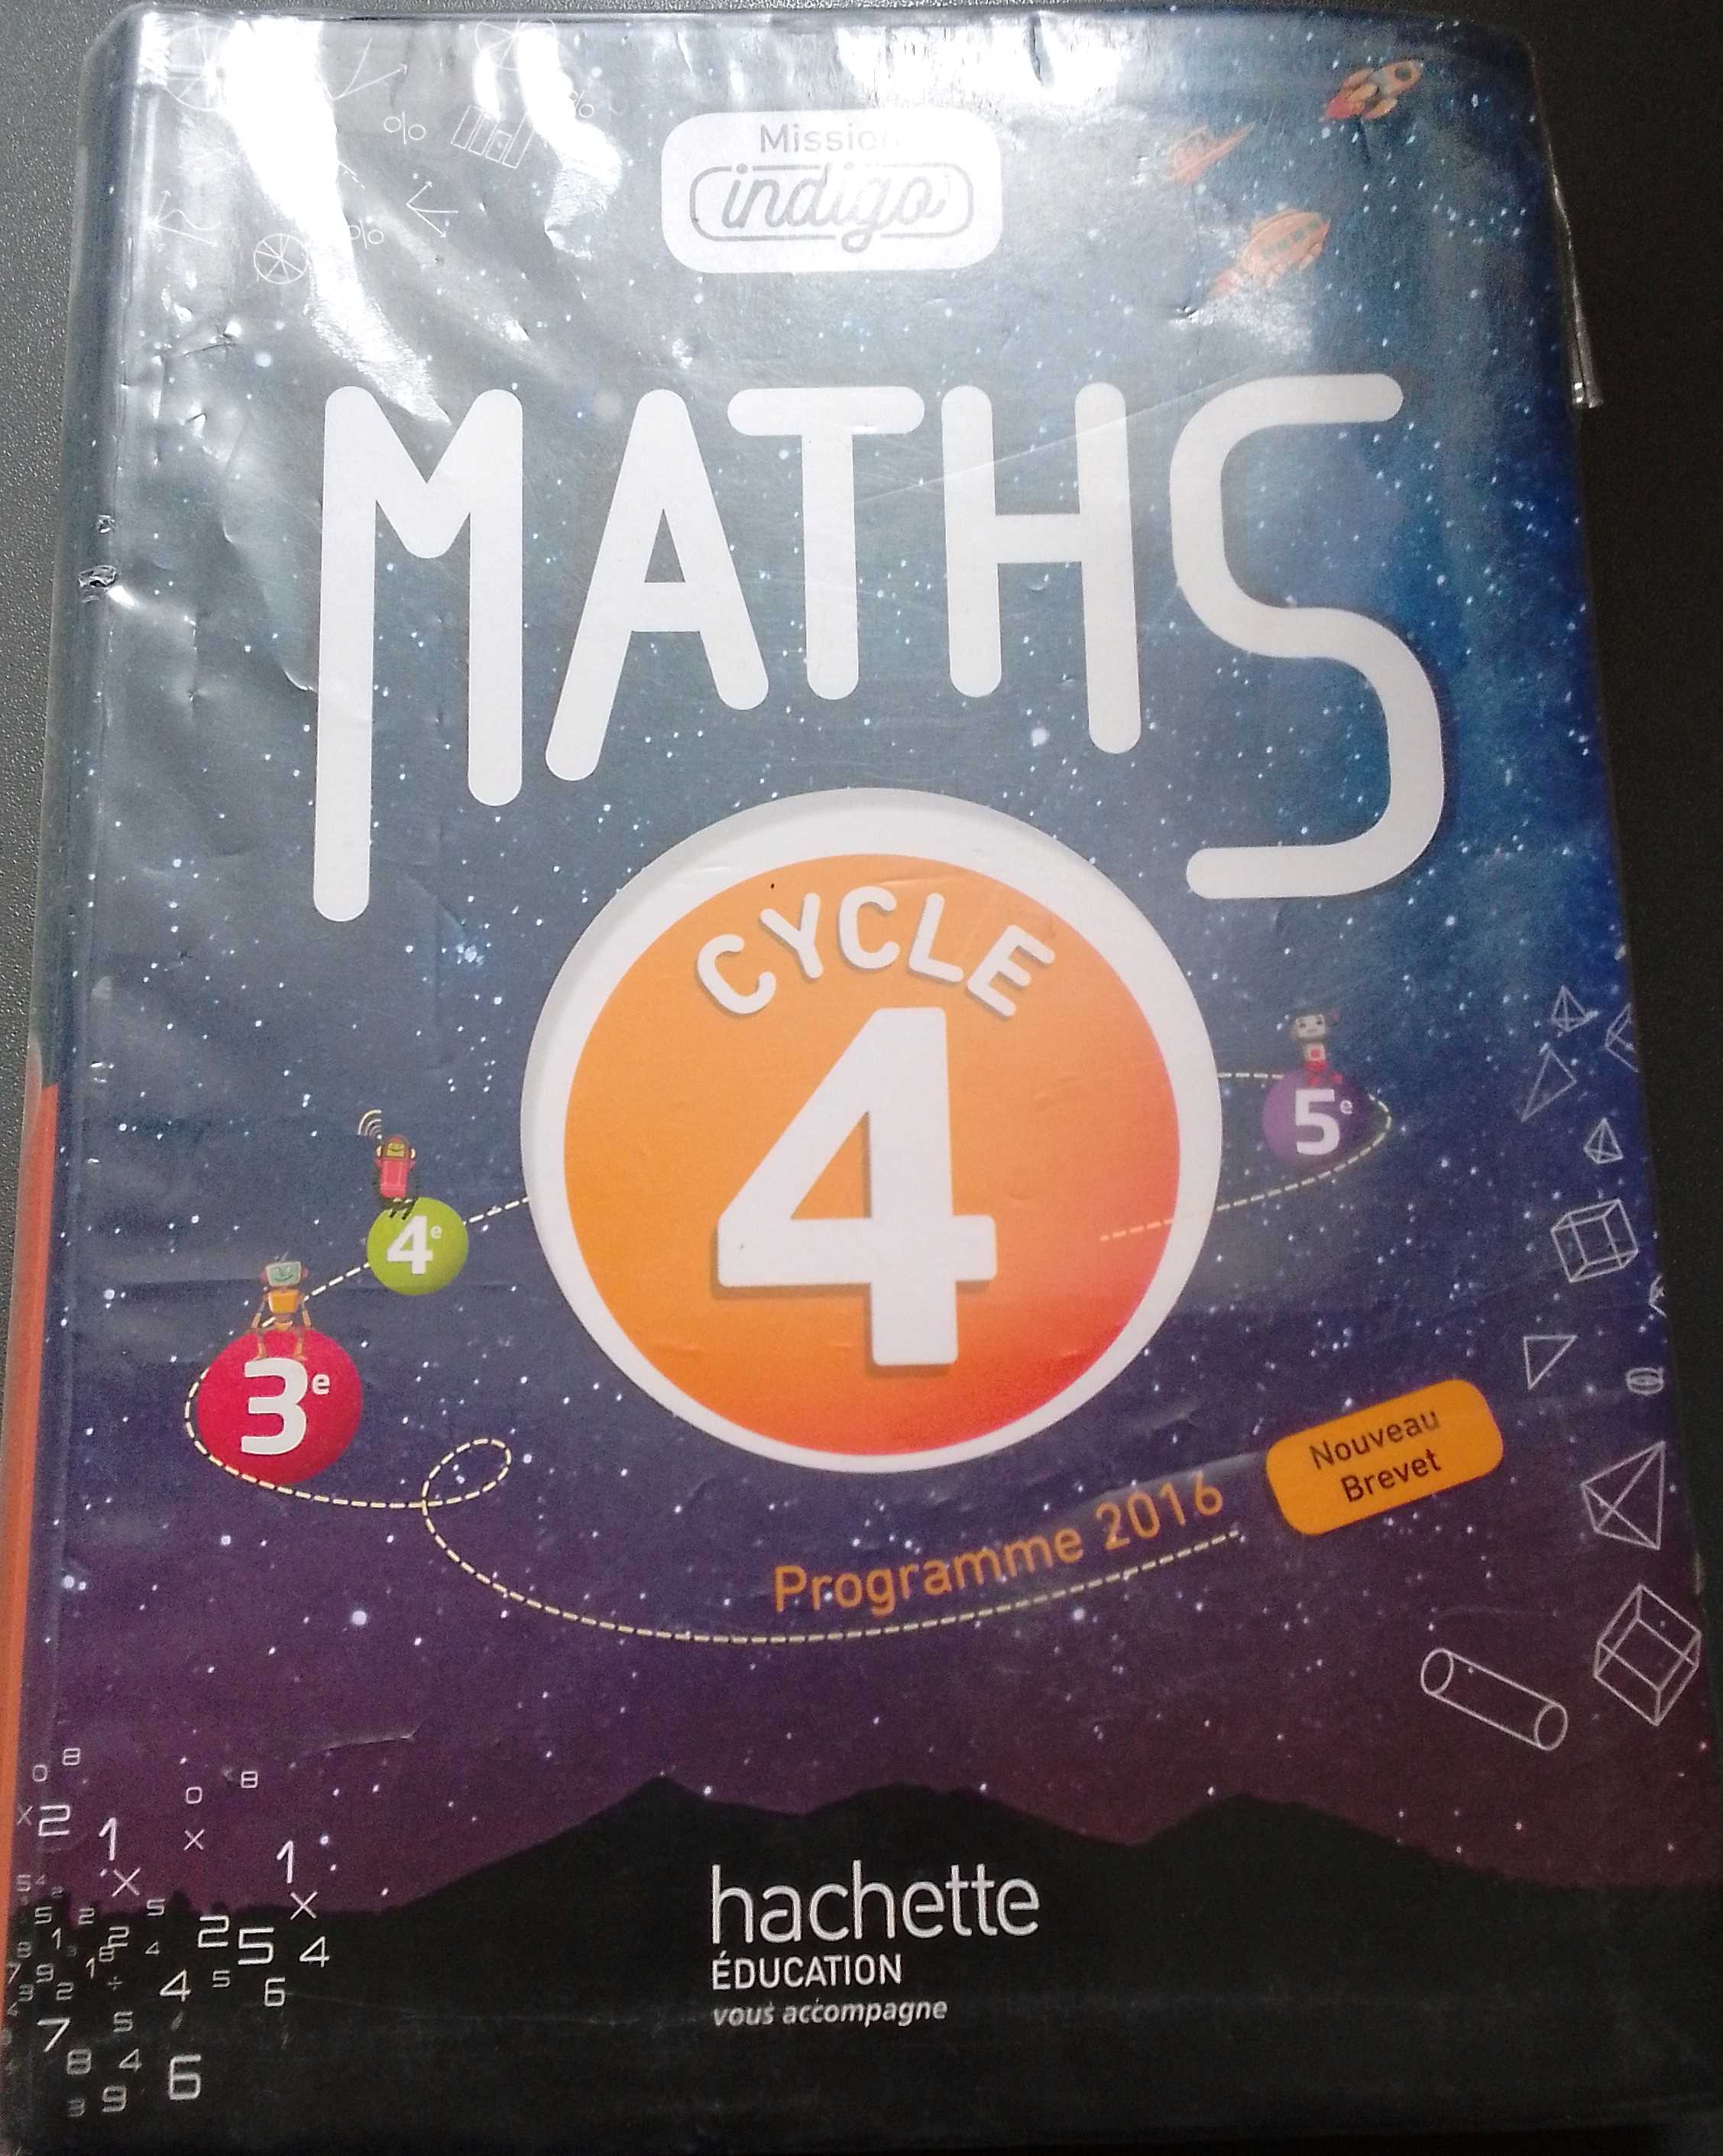 Mission
indigo
MATHS
CYCLE
4
5e
4e
3e
Nouveau
Brevet
Programme 2016
hachette
ÉDUCATION
vous accompagne